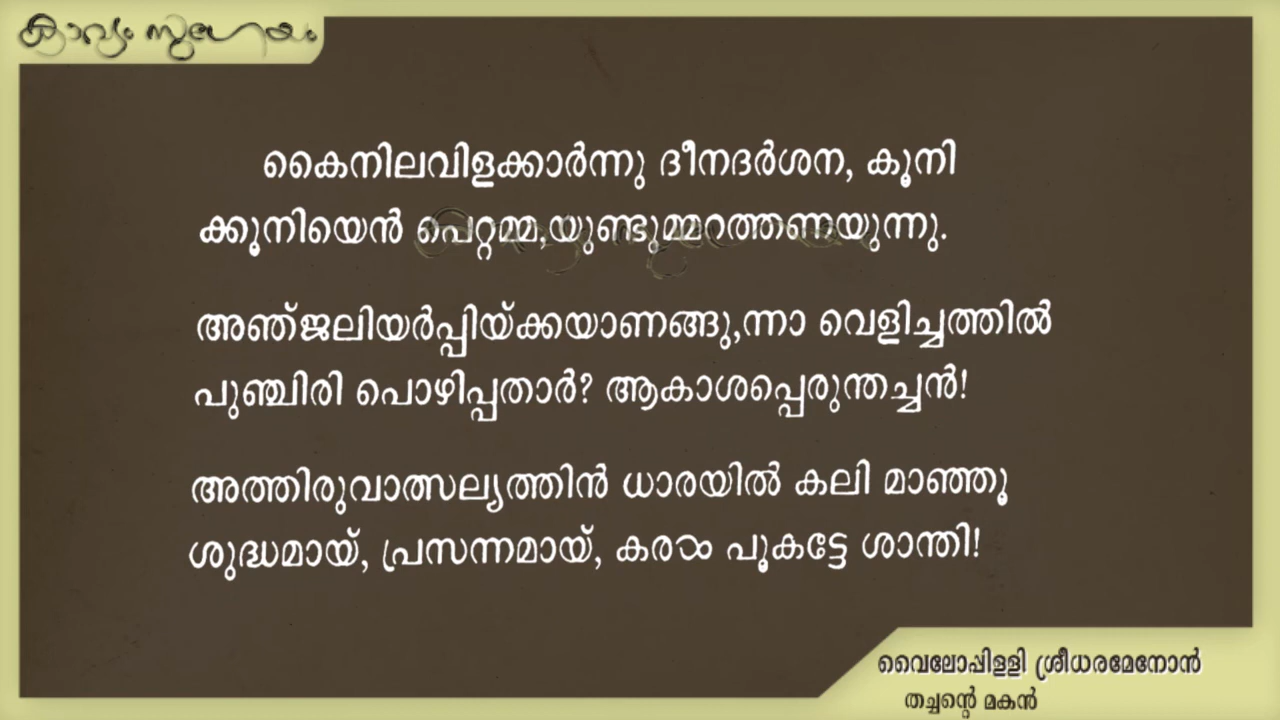 കാവ്യം സുഗേയം
കൈനിലവിളക്കാർന്നു ദീനദർശന, കൂനി
ക്കൂനിയെൻ പെറ്റമ്മ,യുണ്ടുമ്മറത്തണയുന്നു.
അഞ്ജലിയർപ്പിയ്ക്കയാണങ്ങു,ന്നാ വെളിച്ചത്തിൽ
പുഞ്ചിരി പൊഴിപ്പതാർ? ആകാശപ്പെരുന്തച്ചൻ!
അത്തിരുവാത്സല്യത്തിൻ ധാരയിൽ കലി മാഞ്ഞൂ
ശുദ്ധമായ്, പ്രസന്നമായ്, കരളാം പൂകട്ടേ ശാന്തി!
വൈലോപ്പിള്ളി ശ്രീധരമേനോൻ
തച്ചന്റെ മകൻ